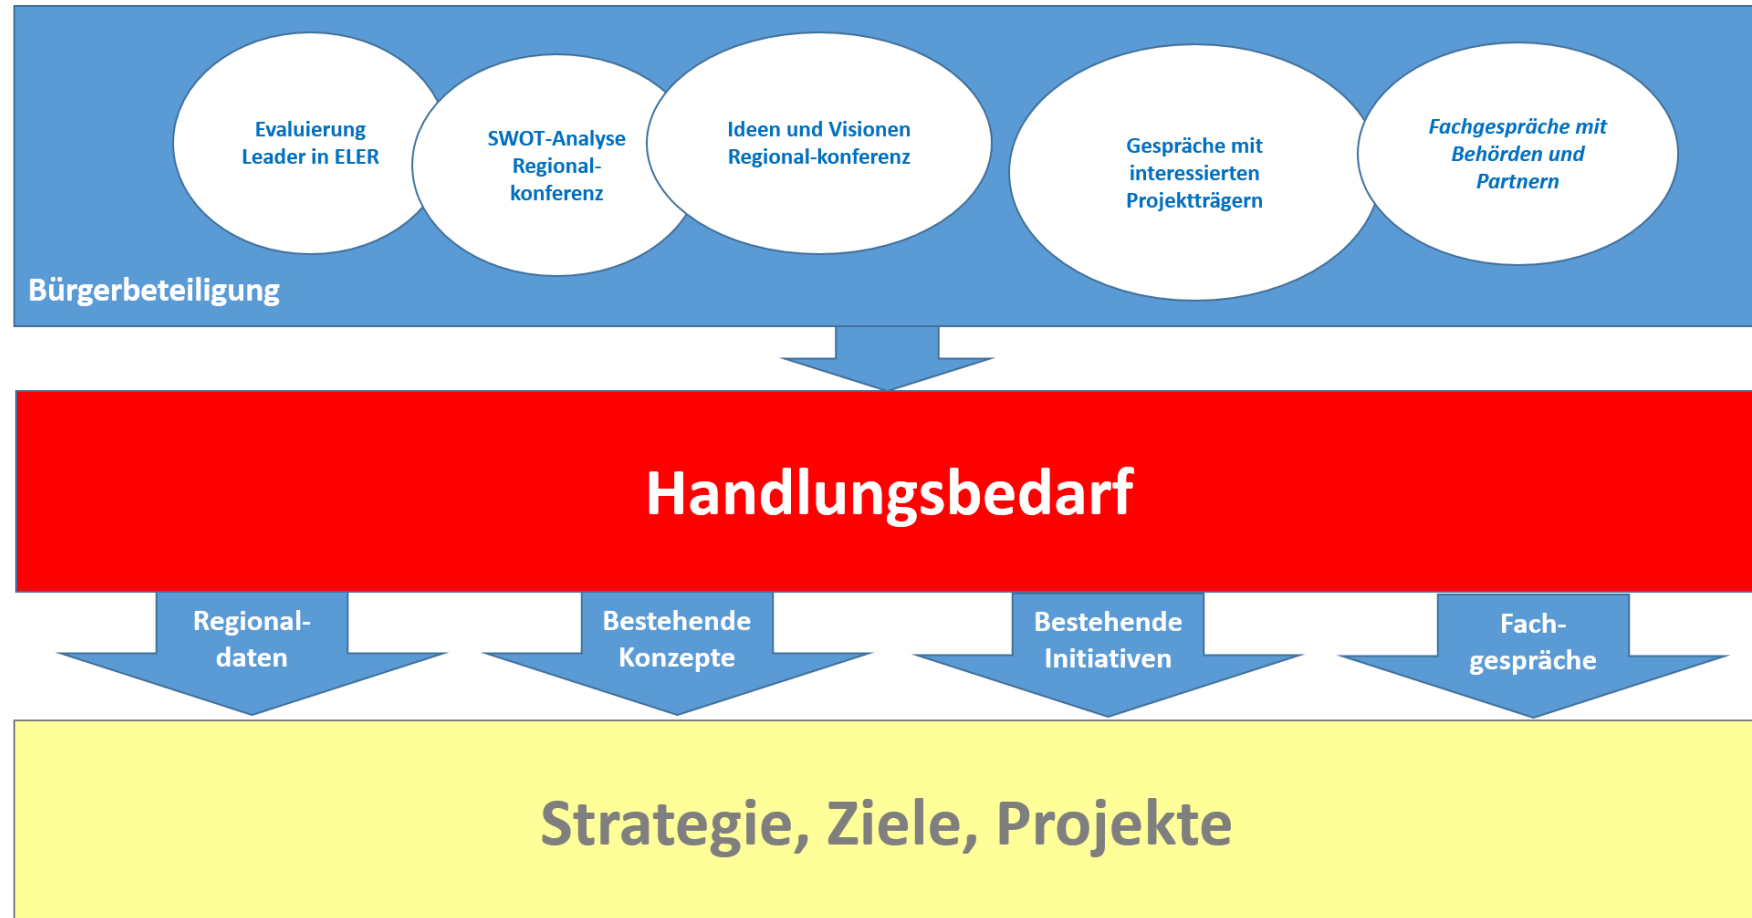 Evaluierung
Leader in ELER
SWOT-Analyse
Regional-
konferenz
Ideen und Visionen
Regional-konferenz
Gespräche mit
interessierten
Projektträgern
Fachgespräche mit
Behörden und
Partnern
Bürgerbeteiligung
Handlungsbedarf
Regional-
daten
Bestehende
Konzepte
Bestehende
Initiativen
Fach-
gespräche
Strategie, Ziele, Projekte